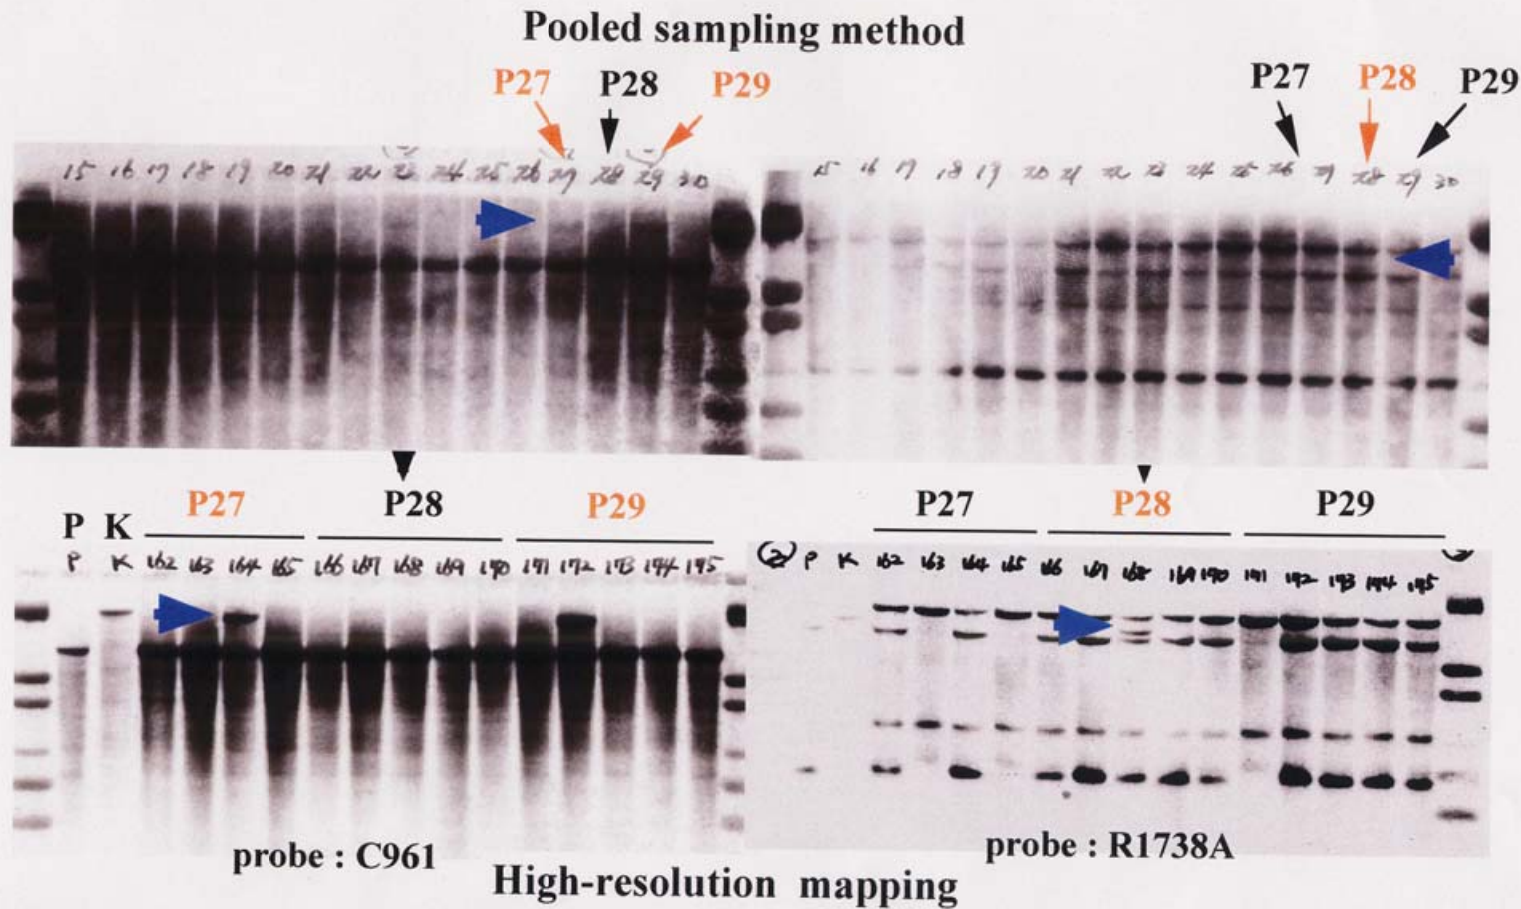 Pooled sampling method
P27 P28 P29
P27 P28 P29
15 16 17 18 19 20 21 22 23 24 25 26 27 28 29 30
15 16 17 18 19 20 21 22 23 24 25 26 27 28 29 30
P27 P28 P29
P27 P28 P29
P K
P K 162 163 164 165 166 167 168 169 170 171 172 173 174 175
2 P K 162 163 164 165 166 167 168 169 170 171 172 173 174 175
probe : C961
probe : R1738A
High-resolution mapping